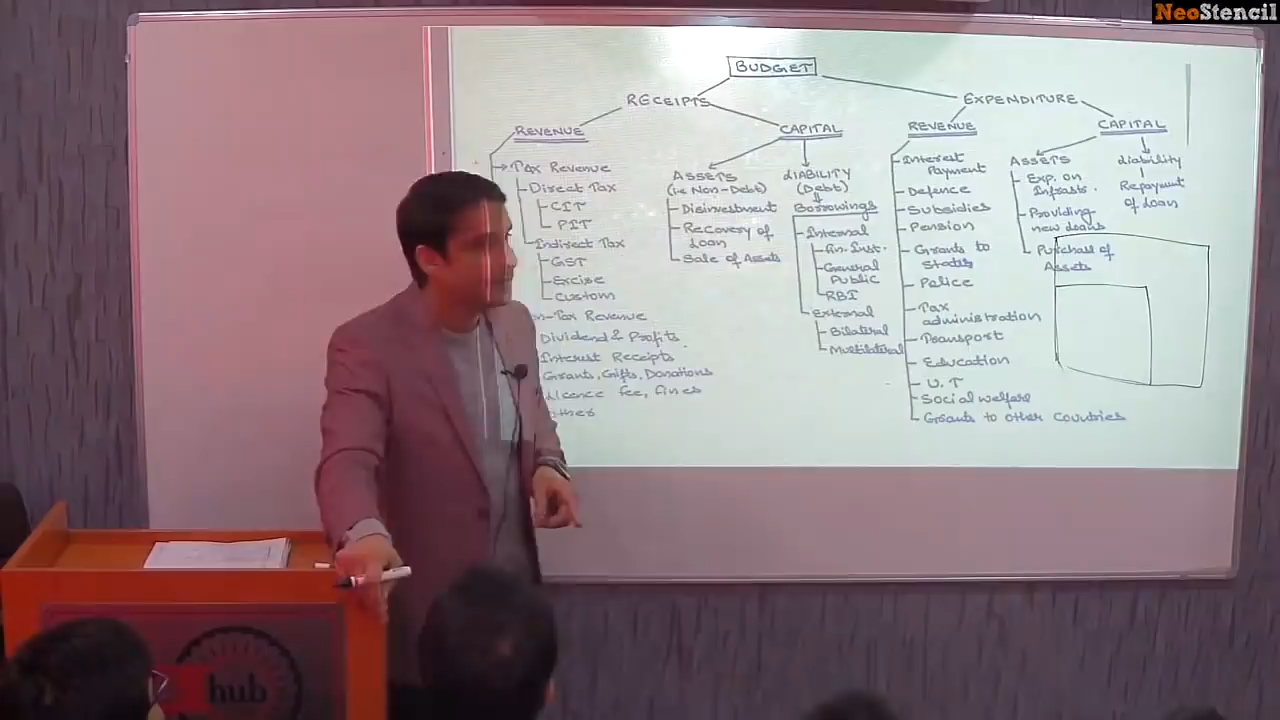 NeoStencil
BUDGET
RECEIPTS
EXPENDITURE
REVENUE
CAPITAL
REVENUE
CAPITAL
Tax Revenue
Direct Tax
CIT
PIT
Indirect Tax
GST
Excise
Custom
Tax Revenue
Dividend & Profits
Interest Receipts
Grants, Gifts, Donations
Licence fee, fines
other
ASSETS
(i.e Non-Debt)
Disinvestment
Recovery of
Loan
Sale of Assets
LIABILITY
(Debt)
Borrowings
Internal
Fin. Inst.
General
Public
RBI
External
Bilateral
Multilateral
Interest
Payment
Defence
Subsidies
Pension
Grants to
States
Police
Tax
administration
Transport
Education
U.T
Social welfare
Grants to other Countries
ASSETS
Exp. on
Infrastr.
Providing
new loans
Purchase of
Assets
Liability
Repayment
of Loan
hub